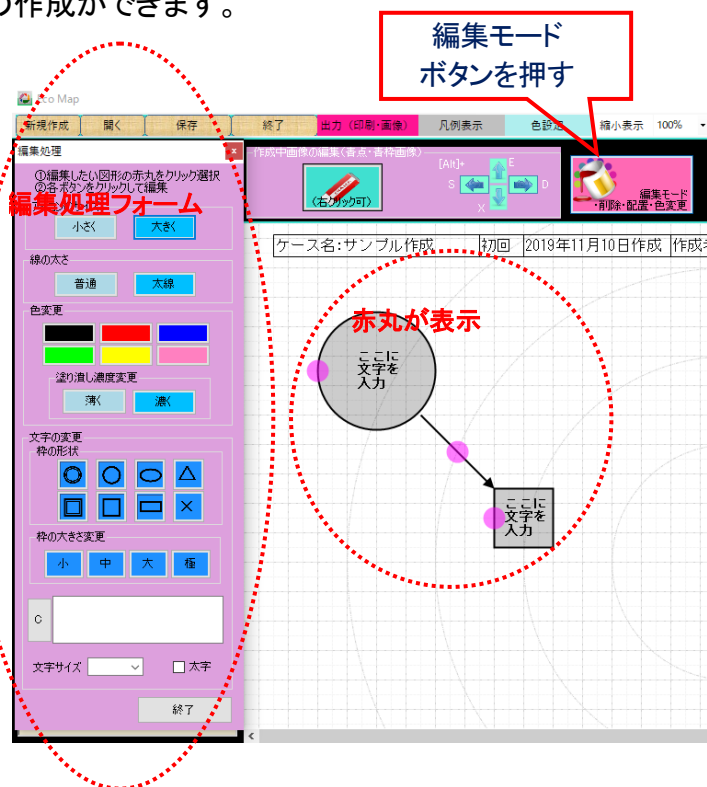 の作成ができます。
編集モード
ボタンを押す
Eco Map
新規作成 開く 保存 終了 出力（印刷・画像） 凡例表示 色設定 縮小表示 100%
編集処理 x
作成中画像の編集(青点・青枠画像)
(右クリック可)
[Alt]+ E
S D
X
編集モード
・削除・配置・色変更
①編集したい図形の赤丸をクリック選択
②各ボタンをクリックして編集
編集処理フォーム
小さく 大きく
線の太さ
普通 太線
色変更
塗り潰し濃度変更
薄く 濃く
文字の変更
枠の形状
枠の大きさ変更
小 中 大 極
C
文字サイズ 太字
終了
ケース名:サンプル作成 初回 2019年11月10日作成 作成
赤丸が表示
ここに
文字を
入力
ここに
文字を
入力